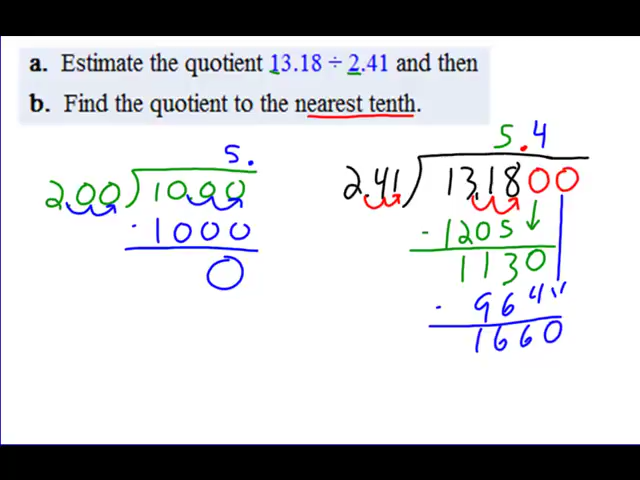 a. Estimate the quotient 13.18 ÷ 2.41 and then
b. Find the quotient to the nearest tenth.
5.
2.00 ) 10.00
- 1000
0
5.4
2.41 ) 13.1800
- 1205
1130
- 964
1660